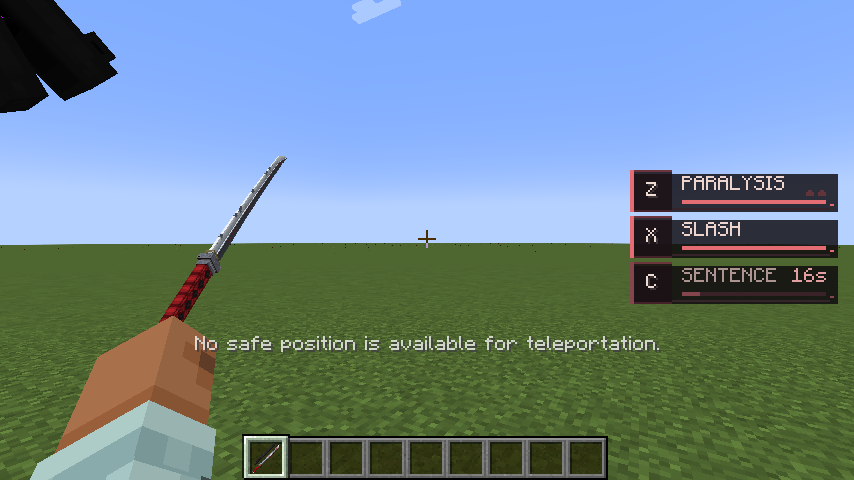 Z PARALYSIS
X SLASH
C SENTENCE 16s
No safe position is available for teleportation.